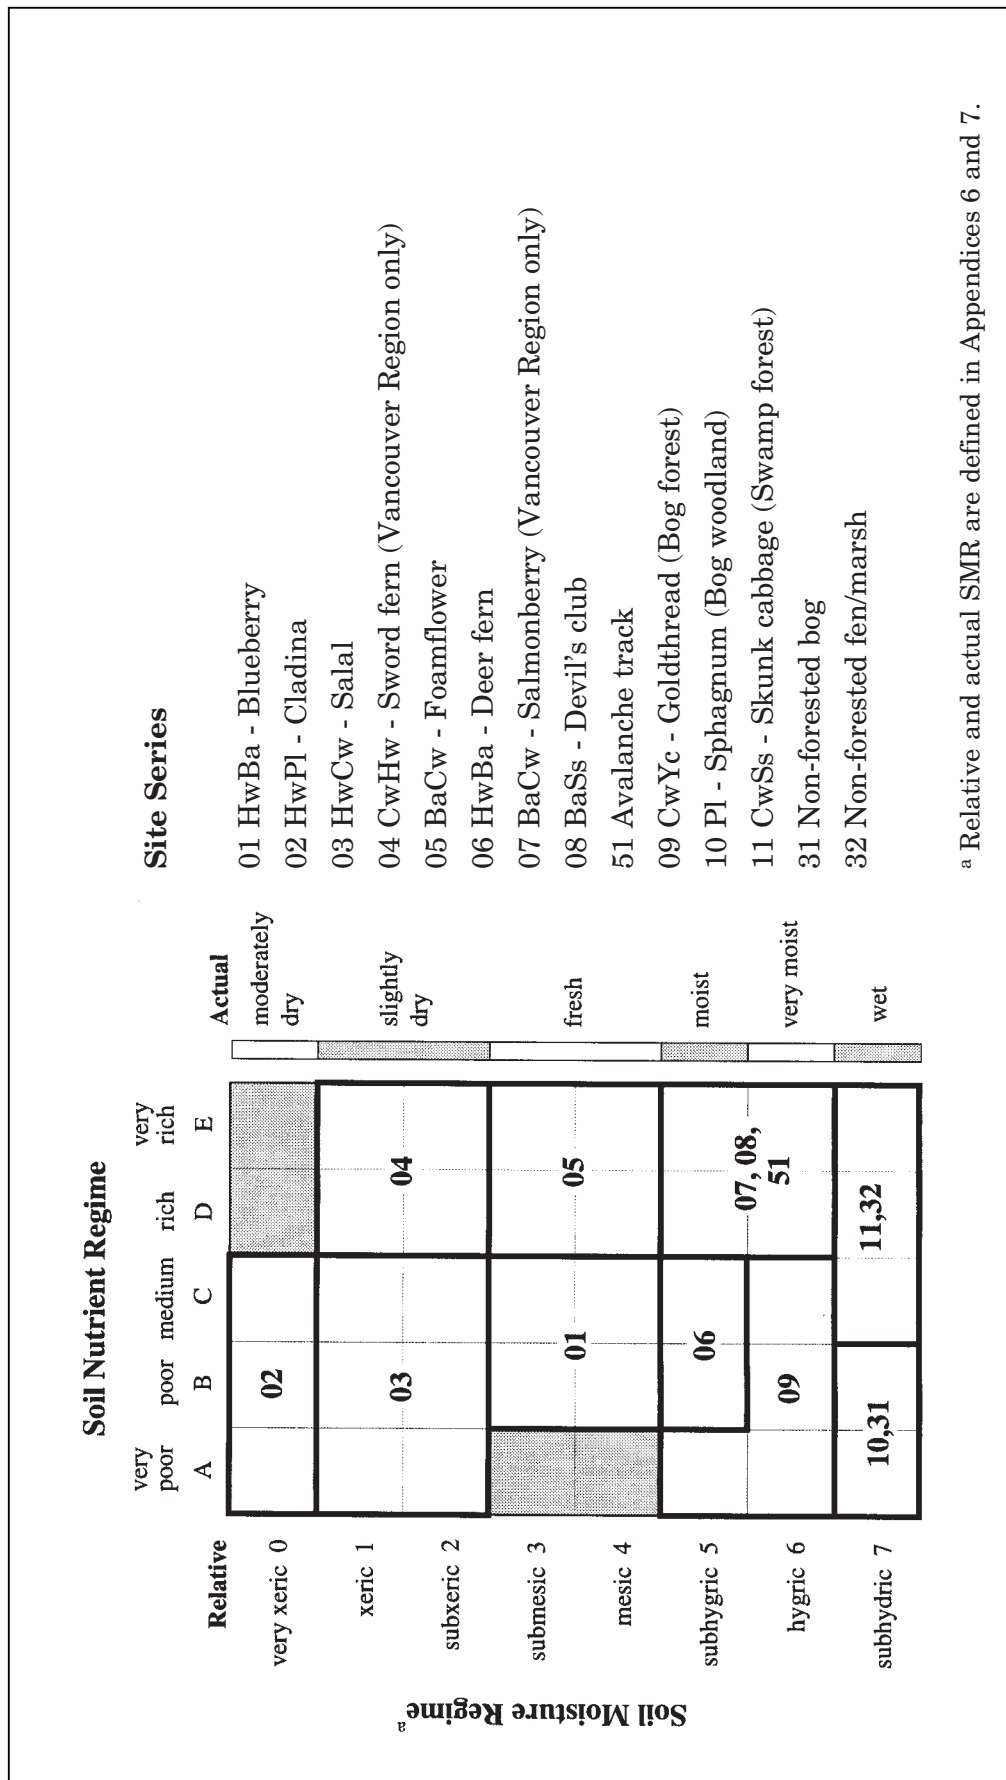 Soil Nutrient Regime
very poor medium rich very
poor rich
A B C D E
Relative Actual
very xeric 0 02 moderately
dry
xeric 1
03 04 slightly
dry
subxeric 2
submesic 3
01 05 fresh
mesic 4
subhygric 5 06 moist
07, 08,
51
hygric 6 09 very moist
subhydric 7 10,31 11,32 wet
Soil Moisture Regimeᵃ
Site Series
01 HwBa - Blueberry
02 HwPl - Cladina
03 HwCw - Salal
04 CwHw - Sword fern (Vancouver Region only)
05 BaCw - Foamflower
06 HwBa - Deer fern
07 BaCw - Salmonberry (Vancouver Region only)
08 BaSs - Devil's club
51 Avalanche track
09 CwYc - Goldthread (Bog forest)
10 Pl - Sphagnum (Bog woodland)
11 CwSs - Skunk cabbage (Swamp forest)
31 Non-forested bog
32 Non-forested fen/marsh
ᵃ Relative and actual SMR are defined in Appendices 6 and 7.